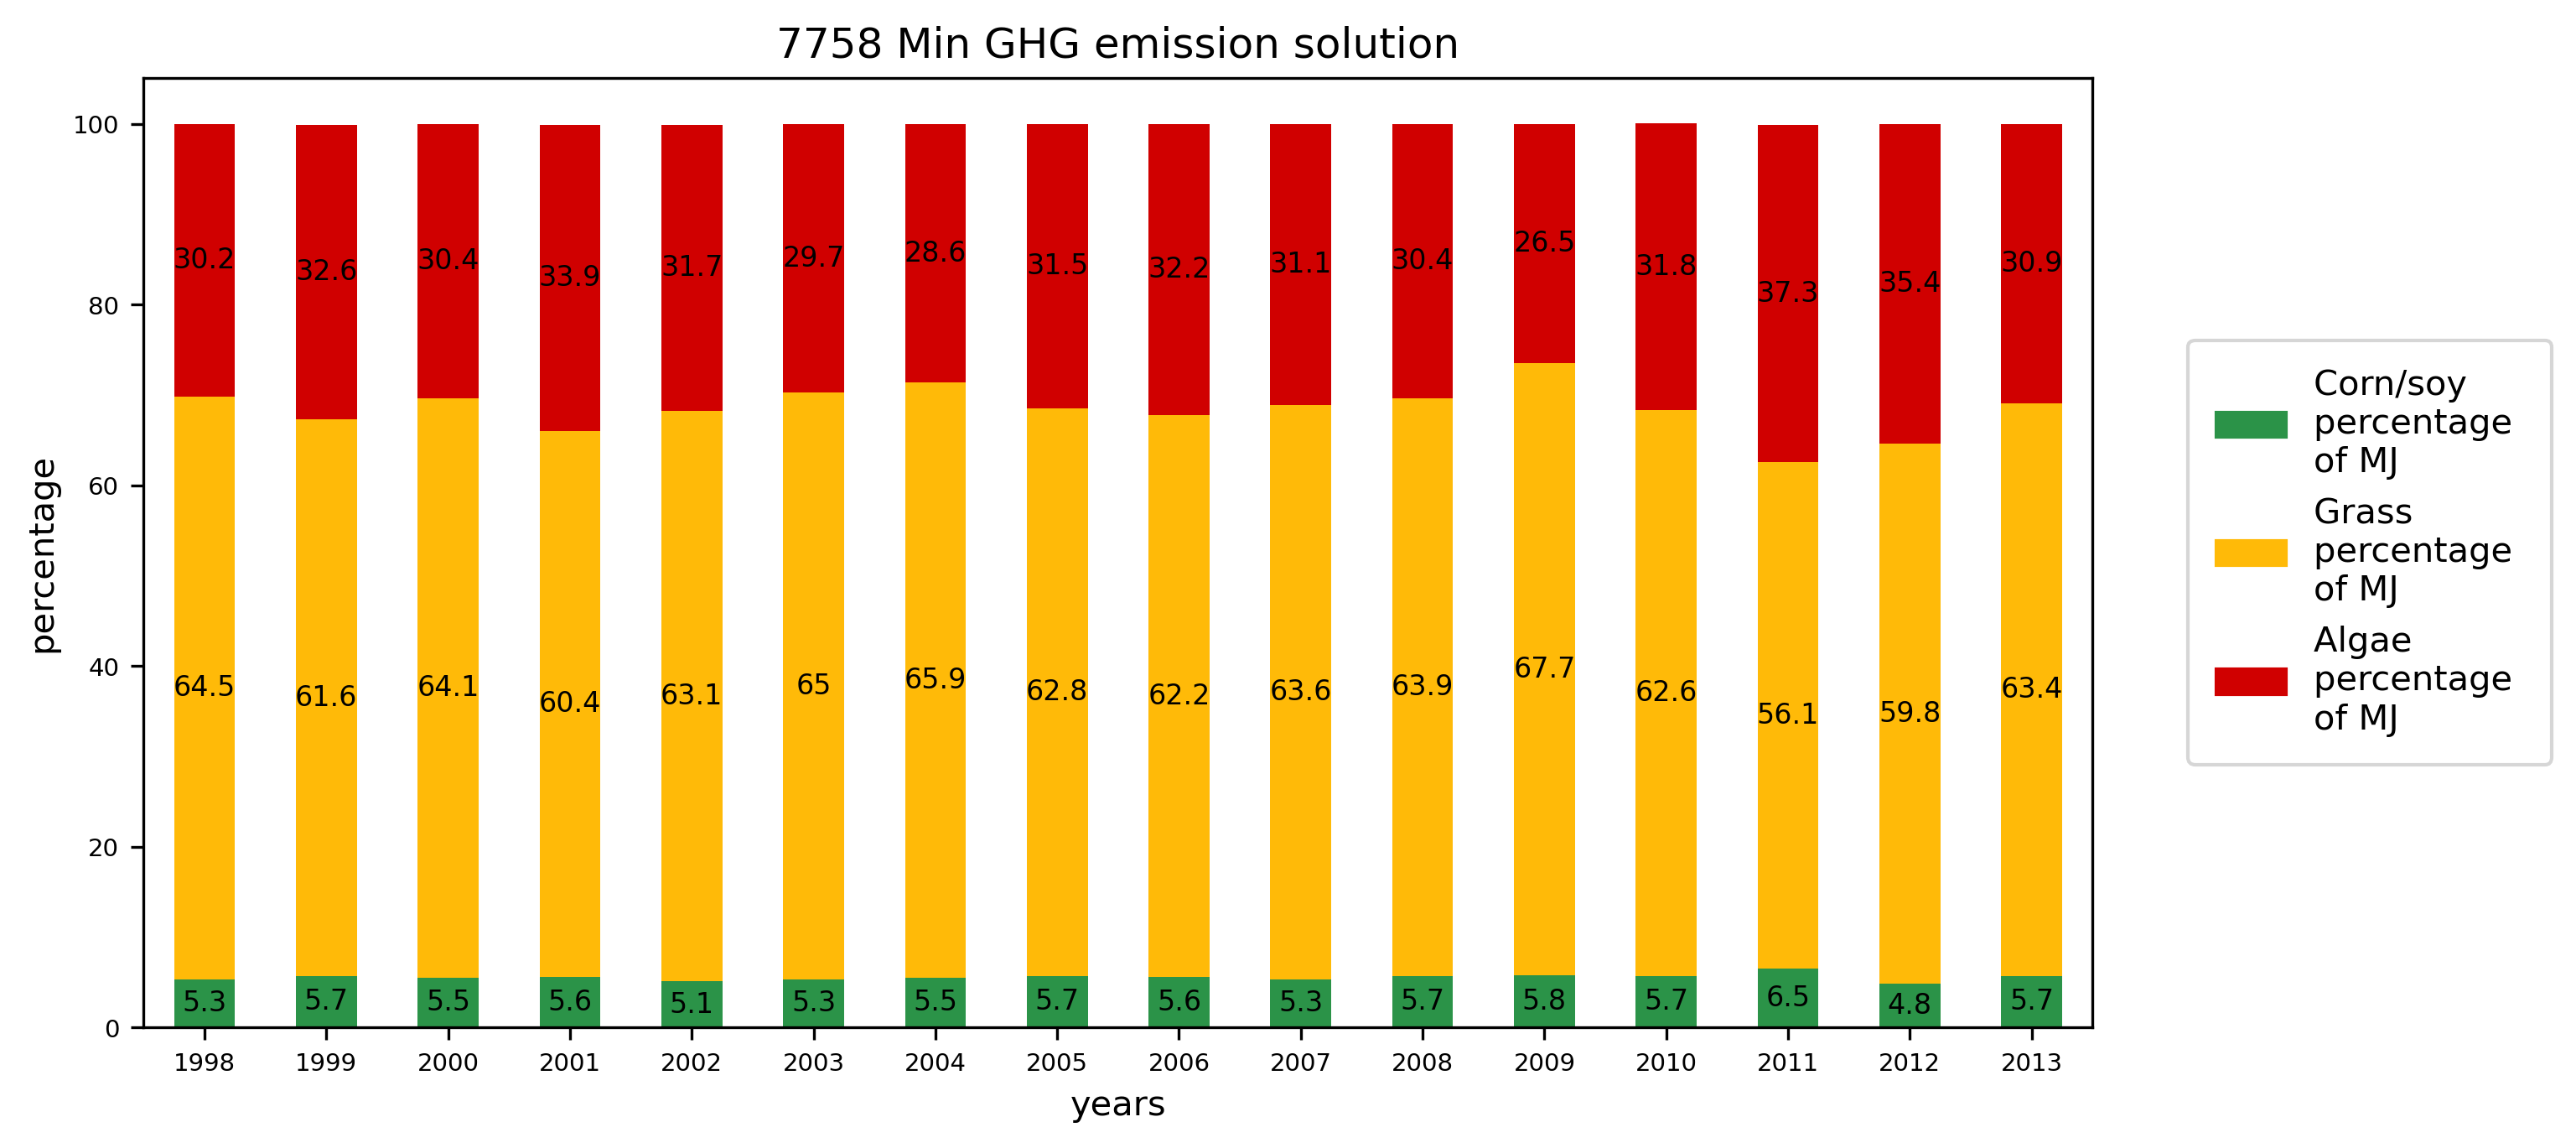 7758 Min GHG emission solution
percentage
100
80
60
40
20
0
30.2 32.6 30.4 33.9 31.7 29.7 28.6 31.5 32.2 31.1 30.4 26.5 31.8 37.3 35.4 30.9
64.5 61.6 64.1 60.4 63.1 65 65.9 62.8 62.2 63.6 63.9 67.7 62.6 56.1 59.8 63.4
5.3 5.7 5.5 5.6 5.1 5.3 5.5 5.7 5.6 5.3 5.7 5.8 5.7 6.5 4.8 5.7
1998 1999 2000 2001 2002 2003 2004 2005 2006 2007 2008 2009 2010 2011 2012 2013
years
Corn/soy
percentage
of MJ
Grass
percentage
of MJ
Algae
percentage
of MJ